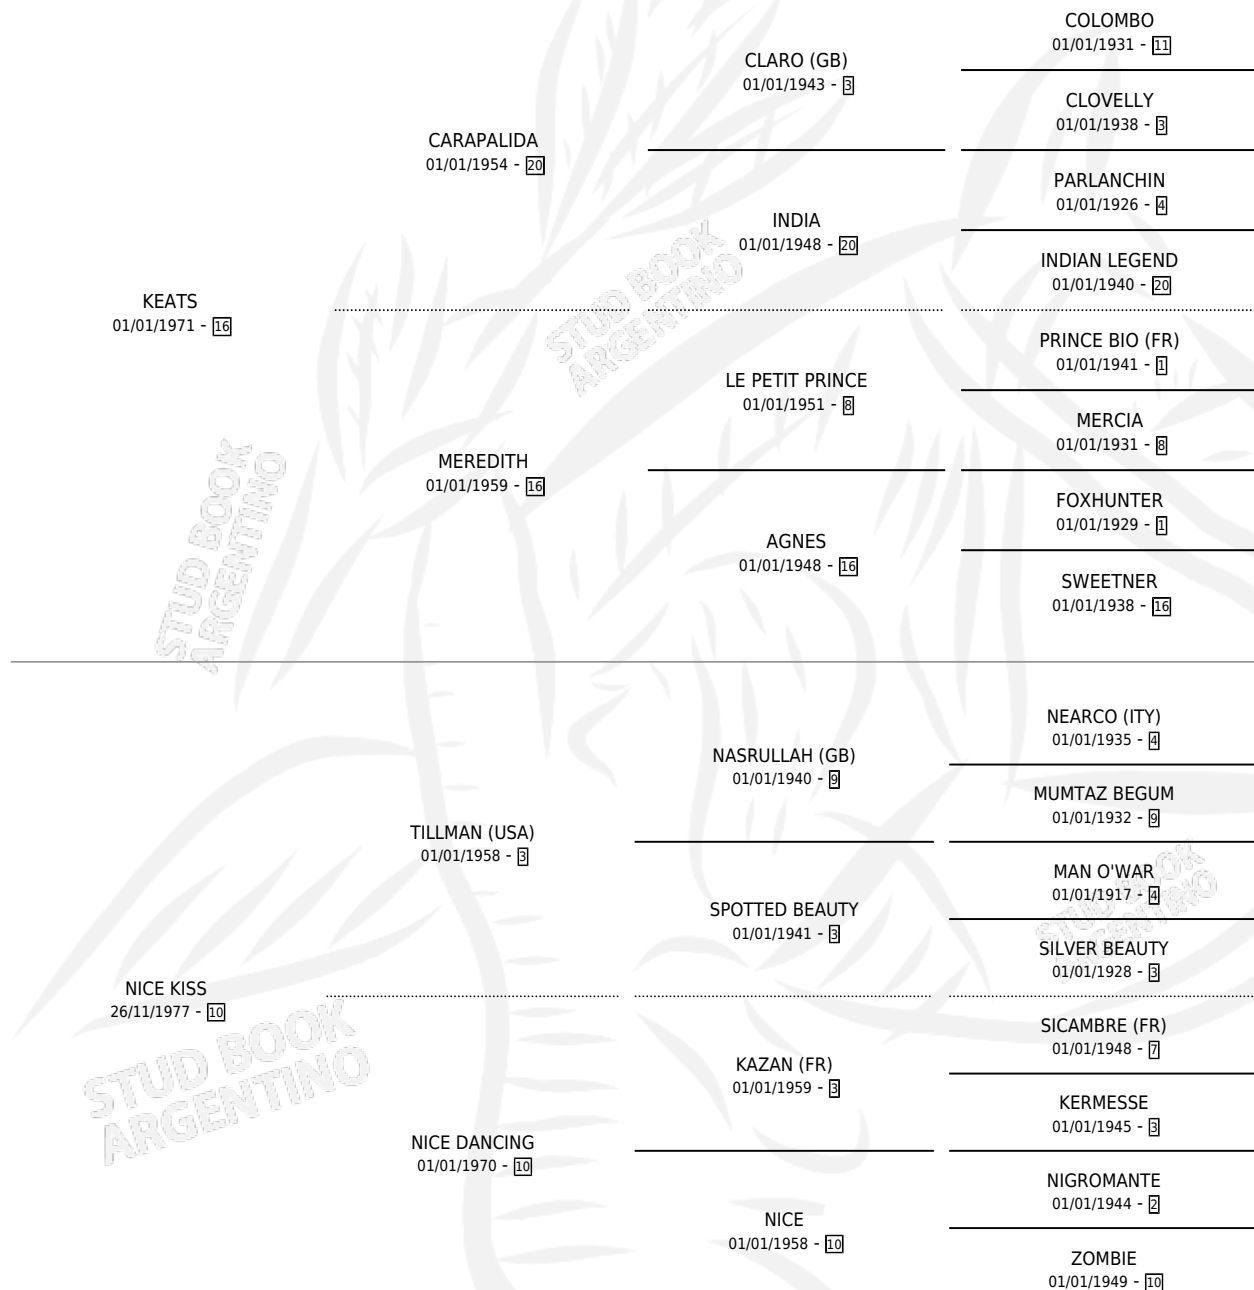 COLOMBO
01/01/1931 - 11
CLARO (GB)
01/01/1943 - 3
CLOVELLY
01/01/1938 - 3
CARAPALIDA
01/01/1954 - 20
PARLANCHIN
01/01/1926 - 4
INDIA
01/01/1948 - 20
INDIAN LEGEND
01/01/1940 - 20
KEATS
01/01/1971 - 16
STUD BOOK
ARGENTINO
PRINCE BIO (FR)
01/01/1941 - 1
LE PETIT PRINCE
01/01/1951 - 8
MERCIA
01/01/1931 - 8
MEREDITH
01/01/1959 - 16
FOXHUNTER
01/01/1929 - 1
AGNES
01/01/1948 - 16
SWEETNER
01/01/1938 - 16
STUD BOOK
ARGENTINO
NEARCO (ITY)
01/01/1935 - 4
NASRULLAH (GB)
01/01/1940 - 9
MUMTAZ BEGUM
01/01/1932 - 9
TILLMAN (USA)
01/01/1958 - 3
MAN O'WAR
01/01/1917 - 4
SPOTTED BEAUTY
01/01/1941 - 3
STUD BOOK
ARGENTINO
SILVER BEAUTY
01/01/1928 - 3
NICE KISS
26/11/1977 - 10
STUD BOOK
ARGENTINO
SICAMBRE (FR)
01/01/1948 - 7
KAZAN (FR)
01/01/1959 - 3
KERMESSE
01/01/1945 - 3
NICE DANCING
01/01/1970 - 10
NIGROMANTE
01/01/1944 - 2
NICE
01/01/1958 - 10
ZOMBIE
01/01/1949 - 10